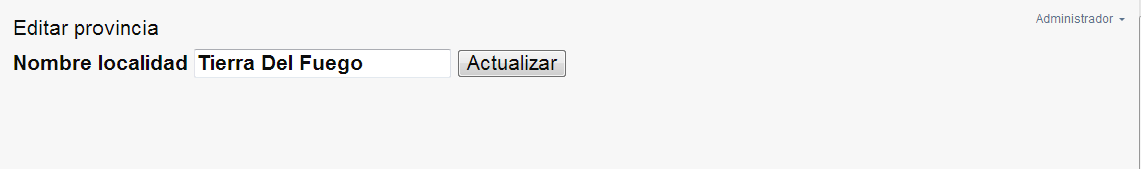 Administrador
Editar provincia
Nombre localidad Tierra Del Fuego Actualizar